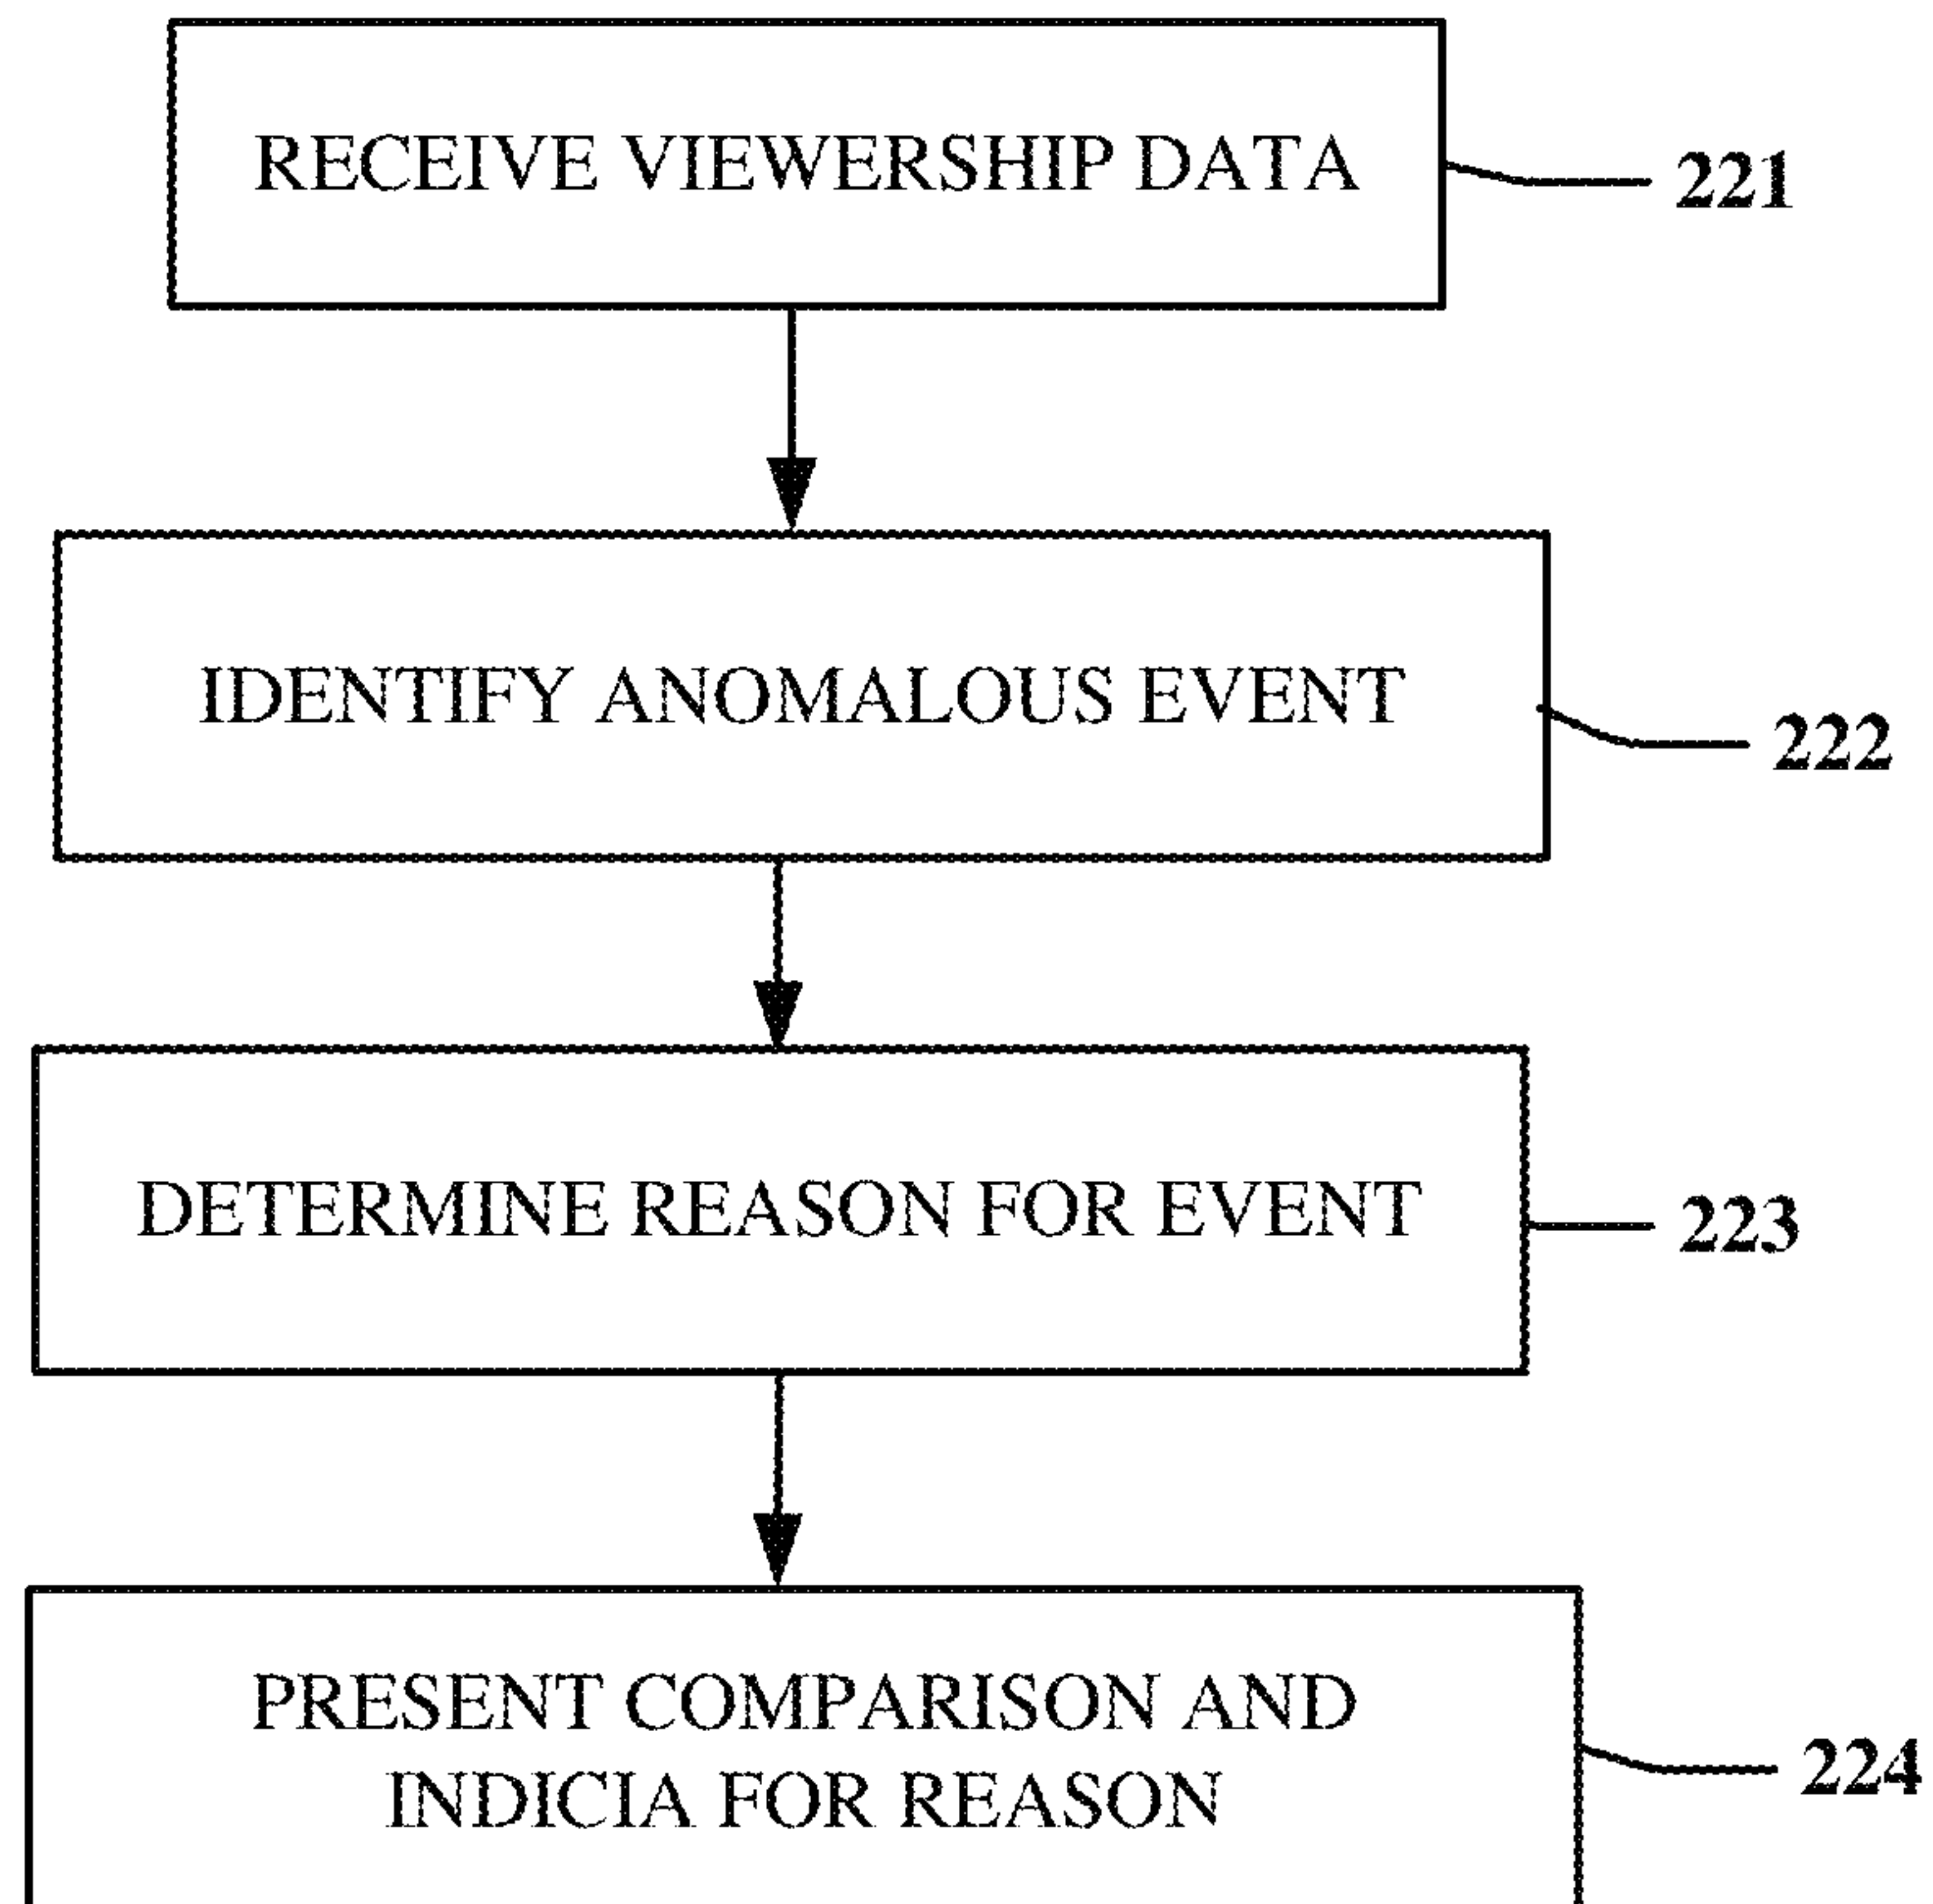 RECEIVE VIEWERSHIP DATA
221
IDENTIFY ANOMALOUS EVENT
222
DETERMINE REASON FOR EVENT
223
PRESENT COMPARISON AND
INDICIA FOR REASON
224